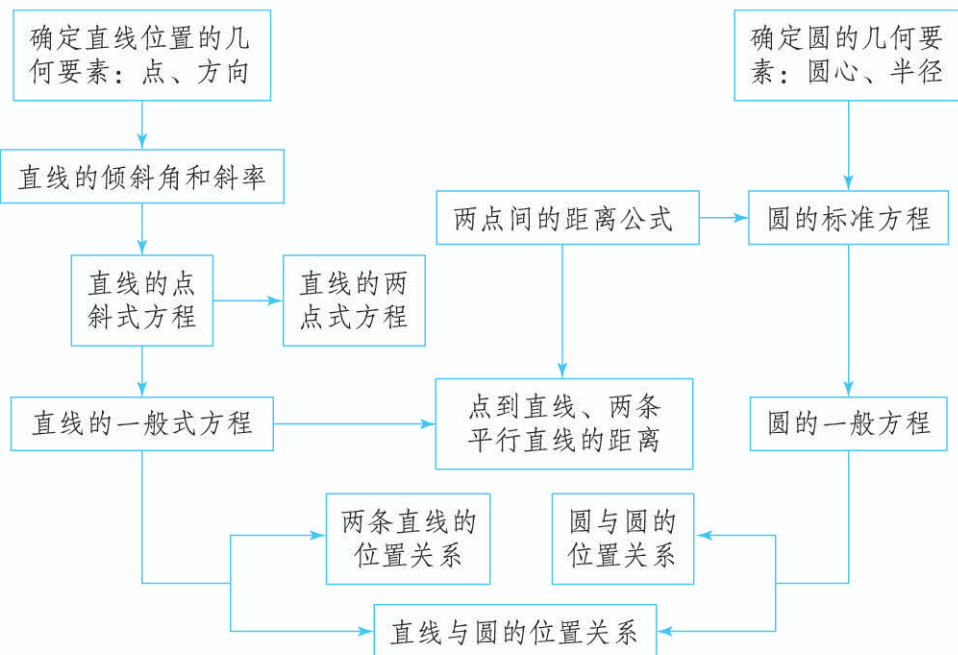 确定直线位置的几
何要素：点、方向
确定圆的几何要
素：圆心、半径
直线的倾斜角和斜率
两点间的距离公式
圆的标准方程
直线的点
斜式方程
直线的两
点式方程
直线的一般式方程
点到直线、两条
平行直线的距离
圆的一般方程
两条直线的
位置关系
圆与圆的
位置关系
直线与圆的位置关系